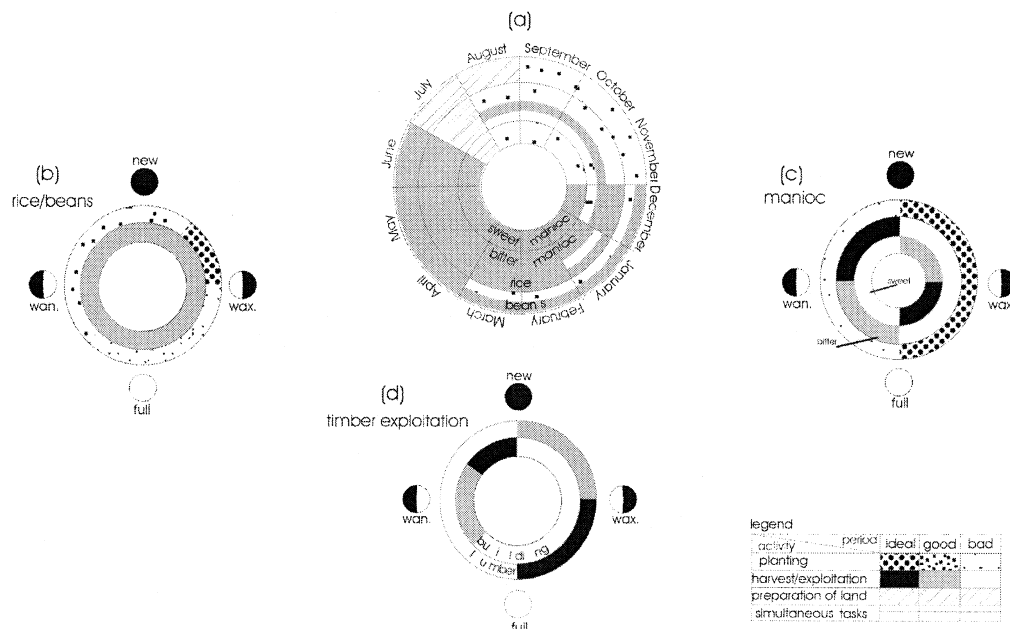 (a)
August
September
October
November
December
January
February
March
April
May
June
July
sweet manioc
bitter manioc
rice
beans
(b)
rice/beans
new
wan.
wax.
full
(c)
manioc
new
sweet
wan.
wax.
bitter
full
(d)
timber exploitation
new
wan.
wax.
building
lumber
full
legend
activity period ideal good bad
planting
harvest/exploitation
preparation of land
simultaneous tasks